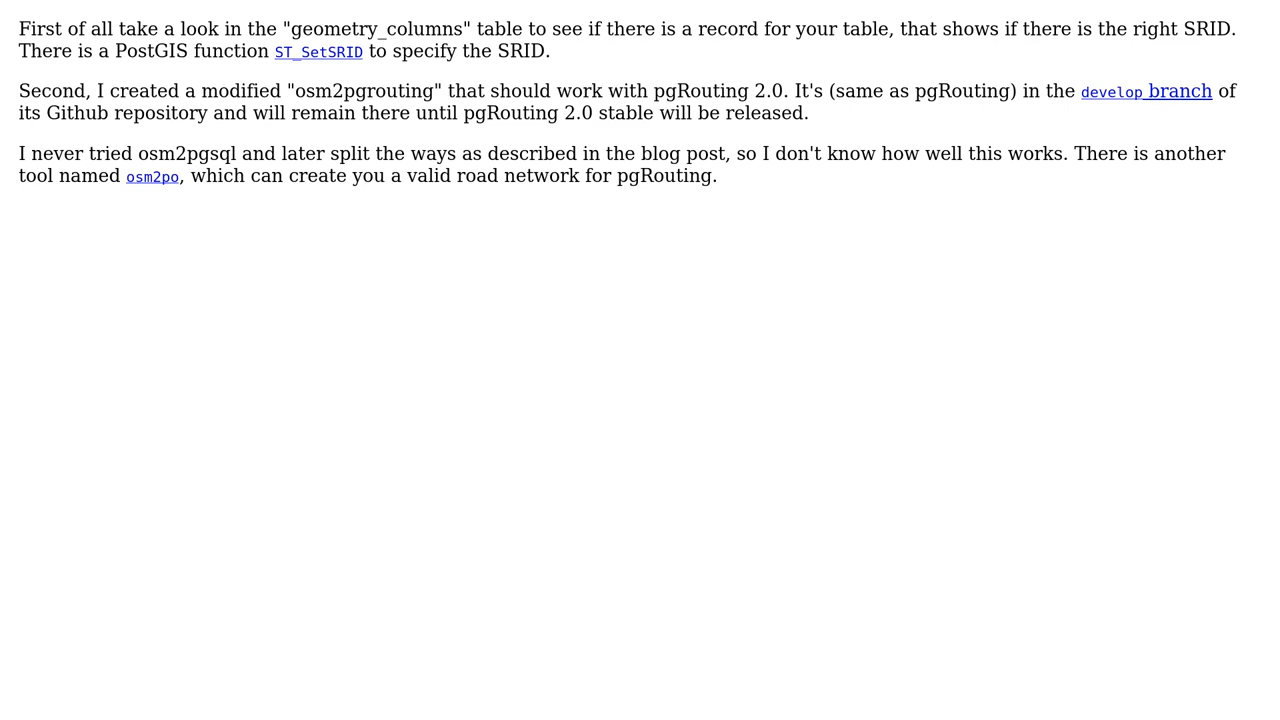 First of all take a look in the "geometry_columns" table to see if there is a record for your table, that shows if there is the right SRID.
There is a PostGIS function ST_SetSRID to specify the SRID.
Second, I created a modified "osm2pgrouting" that should work with pgRouting 2.0. It's (same as pgRouting) in the develop branch of
its Github repository and will remain there until pgRouting 2.0 stable will be released.
I never tried osm2pgsql and later split the ways as described in the blog post, so I don't know how well this works. There is another
tool named osm2po, which can create you a valid road network for pgRouting.